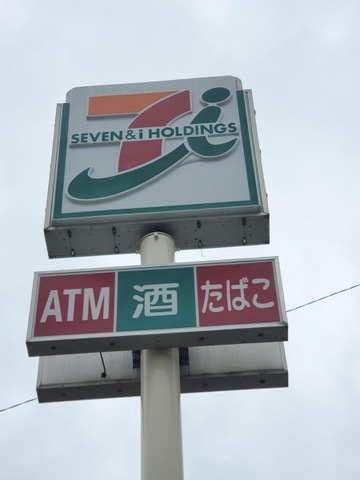 SEVEN & i HOLDINGS
ATM 酒 たばこ